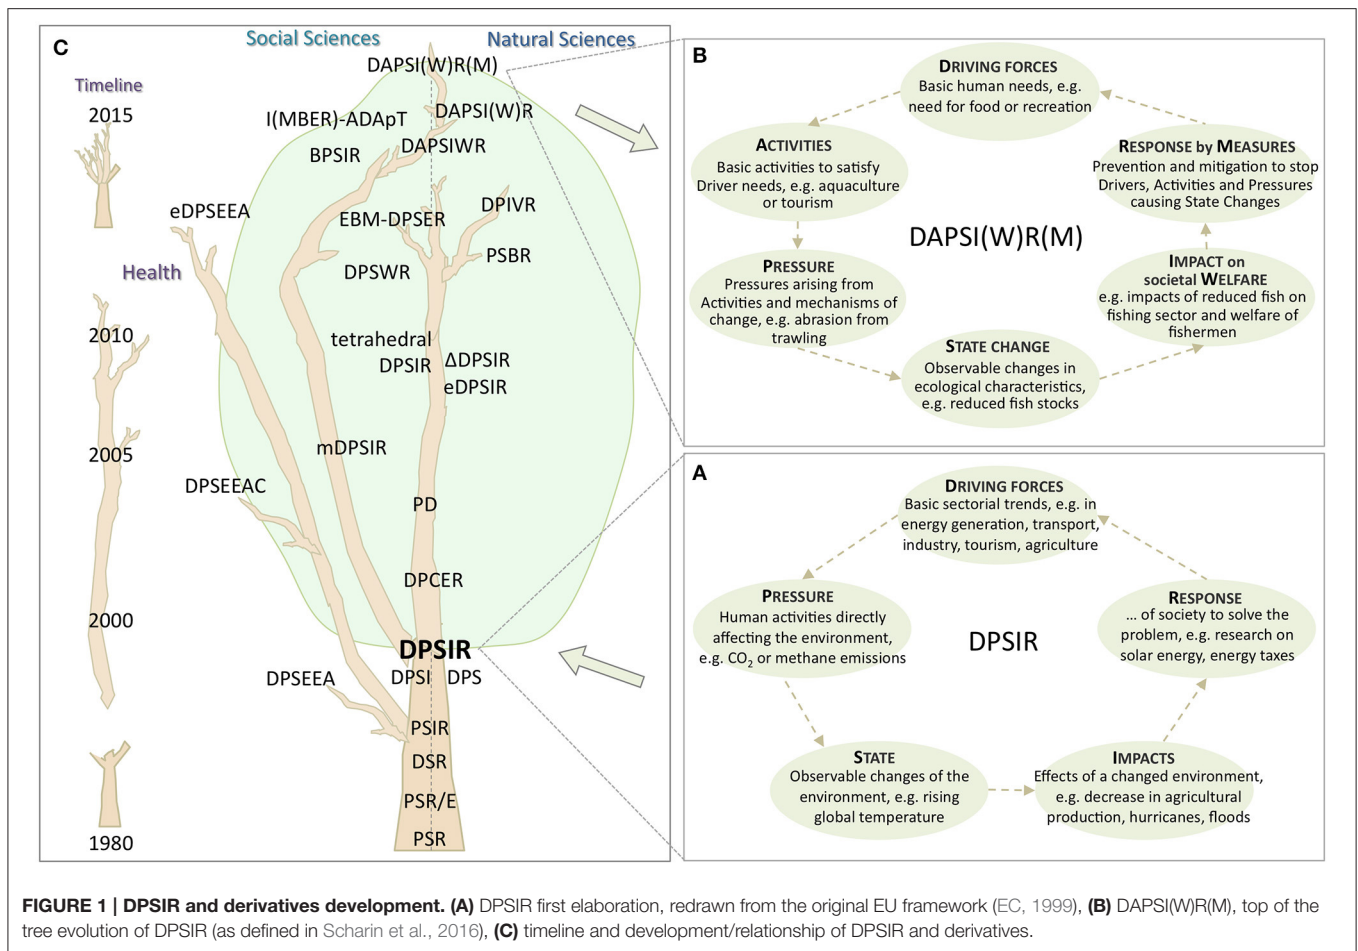 C
Social Sciences
Natural Sciences
Timeline
2015
2010
2005
2000
1980
Health
DAPSI(W)R(M)
I(MBER)-ADApT
DAPSI(W)R
BPSIR
DAPSIWR
eDPSEEA
EBM-DPSER
DPIVR
DPSWR
PSBR
tetrahedral
DPSIR
ΔDPSIR
eDPSIR
mDPSIR
DPSEEAC
PD
DPCER
DPSIR
DPSEEA
DPSI
DPS
PSIR
DSR
PSR/E
PSR
B
DRIVING FORCES
Basic human needs, e.g.
need for food or recreation
ACTIVITIES
Basic activities to satisfy
Driver needs, e.g. aquaculture
or tourism
RESPONSE by MEASURES
Prevention and mitigation to stop
Drivers, Activities and Pressures
causing State Changes
DAPSI(W)R(M)
PRESSURE
Pressures arising from
Activities and mechanisms of
change, e.g. abrasion from
trawling
IMPACT on
societal WELFARE
e.g. impacts of reduced fish on
fishing sector and welfare of
fishermen
STATE CHANGE
Observable changes in
ecological characteristics,
e.g. reduced fish stocks
A
DRIVING FORCES
Basic sectorial trends, e.g. in
energy generation, transport,
industry, tourism, agriculture
PRESSURE
Human activities directly
affecting the environment,
e.g. CO2 or methane emissions
DPSIR
RESPONSE
... of society to solve the
problem, e.g. research on
solar energy, energy taxes
STATE
Observable changes of the
environment, e.g. rising
global temperature
IMPACTS
Effects of a changed environment,
e.g. decrease in agricultural
production, hurricanes, floods
FIGURE 1 | DPSIR and derivatives development. (A) DPSIR first elaboration, redrawn from the original EU framework (EC, 1999), (B) DAPSI(W)R(M), top of the
tree evolution of DPSIR (as defined in Scharin et al., 2016), (C) timeline and development/relationship of DPSIR and derivatives.